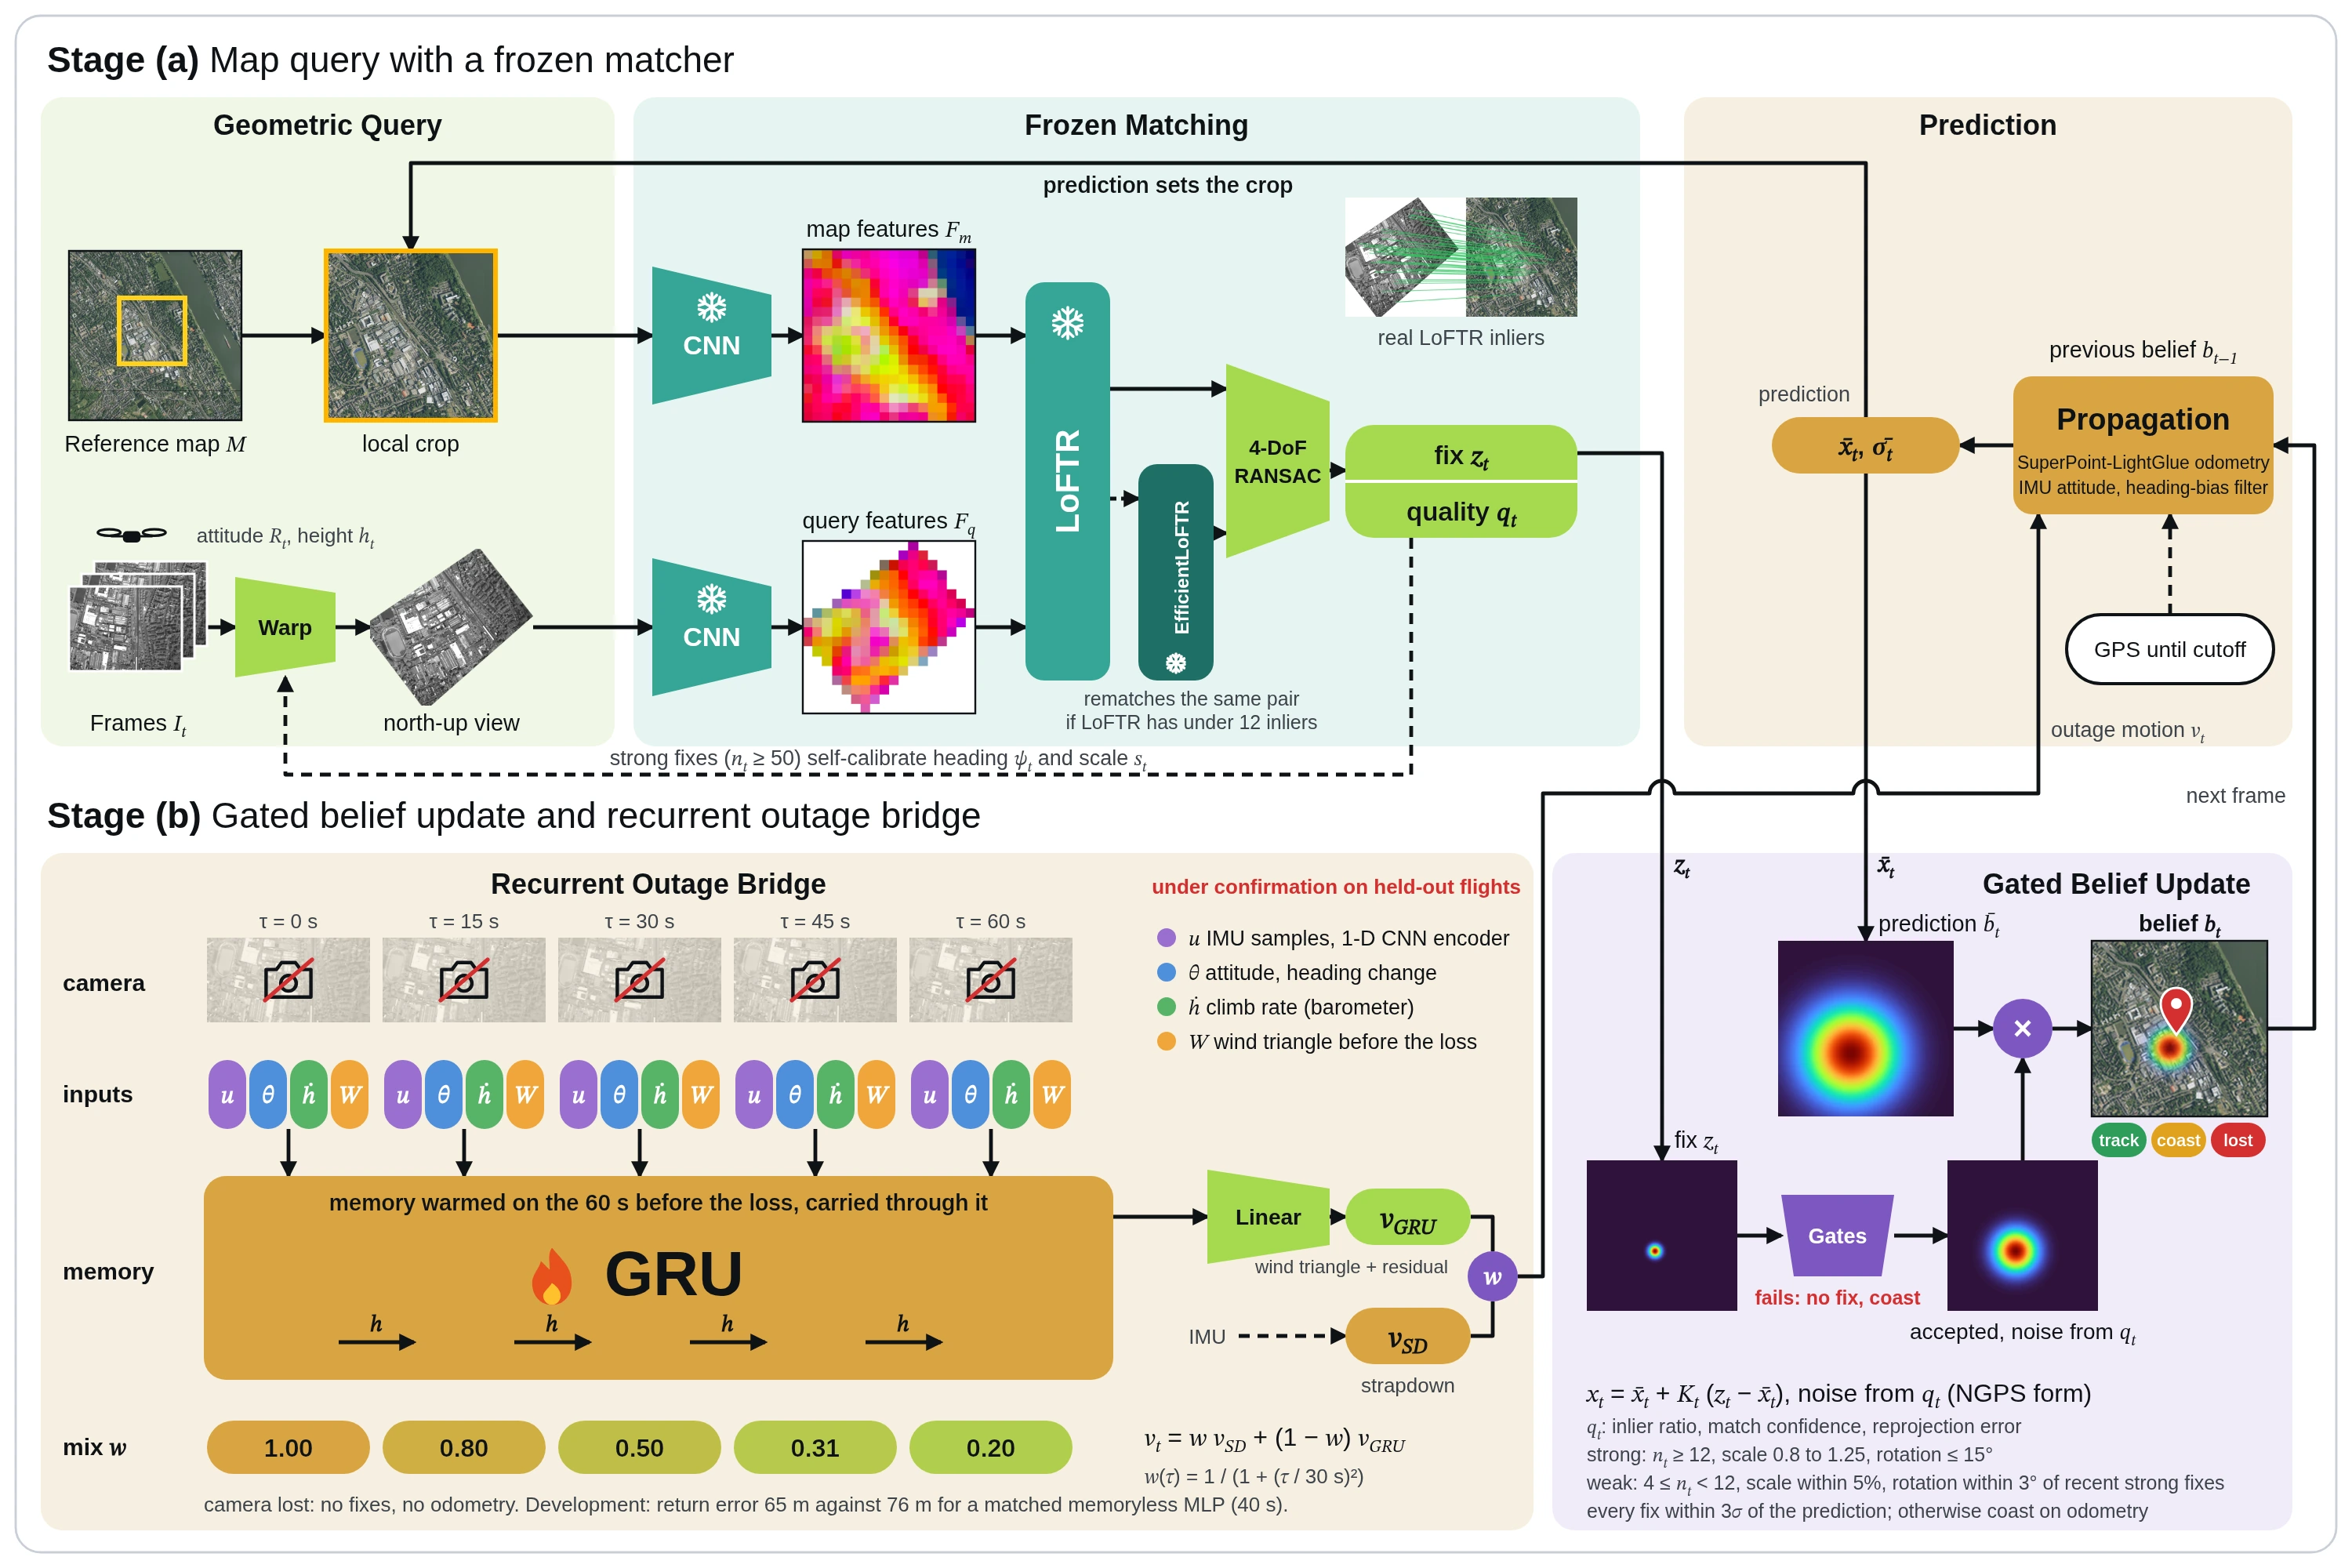 Stage (a) Map query with a frozen matcher
Geometric Query
Frozen Matching
Prediction
prediction sets the crop
map features Fm
CNN
LoFTR
real LoFTR inliers
Reference map M
local crop
4-DoF
RANSAC
fix zt
quality qt
previous belief bt−1
prediction
x̄t, σ̄t
Propagation
SuperPoint-LightGlue odometry
IMU attitude, heading-bias filter
attitude Rt, height ht
query features Fq
Warp
CNN
EfficientLoFTR
GPS until cutoff
Frames It
north-up view
rematches the same pair
if LoFTR has under 12 inliers
outage motion vt
strong fixes (nt ≥ 50) self-calibrate heading ψt and scale st
next frame
Stage (b) Gated belief update and recurrent outage bridge
Recurrent Outage Bridge
under confirmation on held-out flights
τ = 0 s
τ = 15 s
τ = 30 s
τ = 45 s
τ = 60 s
camera
u IMU samples, 1-D CNN encoder
θ attitude, heading change
ḣ climb rate (barometer)
W wind triangle before the loss
inputs
u θ ḣ W
u θ ḣ W
u θ ḣ W
u θ ḣ W
u θ ḣ W
memory warmed on the 60 s before the loss, carried through it
memory
GRU
h
h
h
h
Linear
vGRU
wind triangle + residual
w
IMU
vSD
strapdown
mix w
1.00
0.80
0.50
0.31
0.20
vt = w vSD + (1 − w) vGRU
w(τ) = 1 / (1 + (τ / 30 s)²)
camera lost: no fixes, no odometry. Development: return error 65 m against 76 m for a matched memoryless MLP (40 s).
zt
x̄t
Gated Belief Update
prediction b̄t
belief bt
×
track
coast
lost
fix zt
Gates
fails: no fix, coast
accepted, noise from qt
xt = x̄t + Kt (zt − x̄t), noise from qt (NGPS form)
qt: inlier ratio, match confidence, reprojection error
strong: nt ≥ 12, scale 0.8 to 1.25, rotation ≤ 15°
weak: 4 ≤ nt < 12, scale within 5%, rotation within 3° of recent strong fixes
every fix within 3σ of the prediction; otherwise coast on odometry